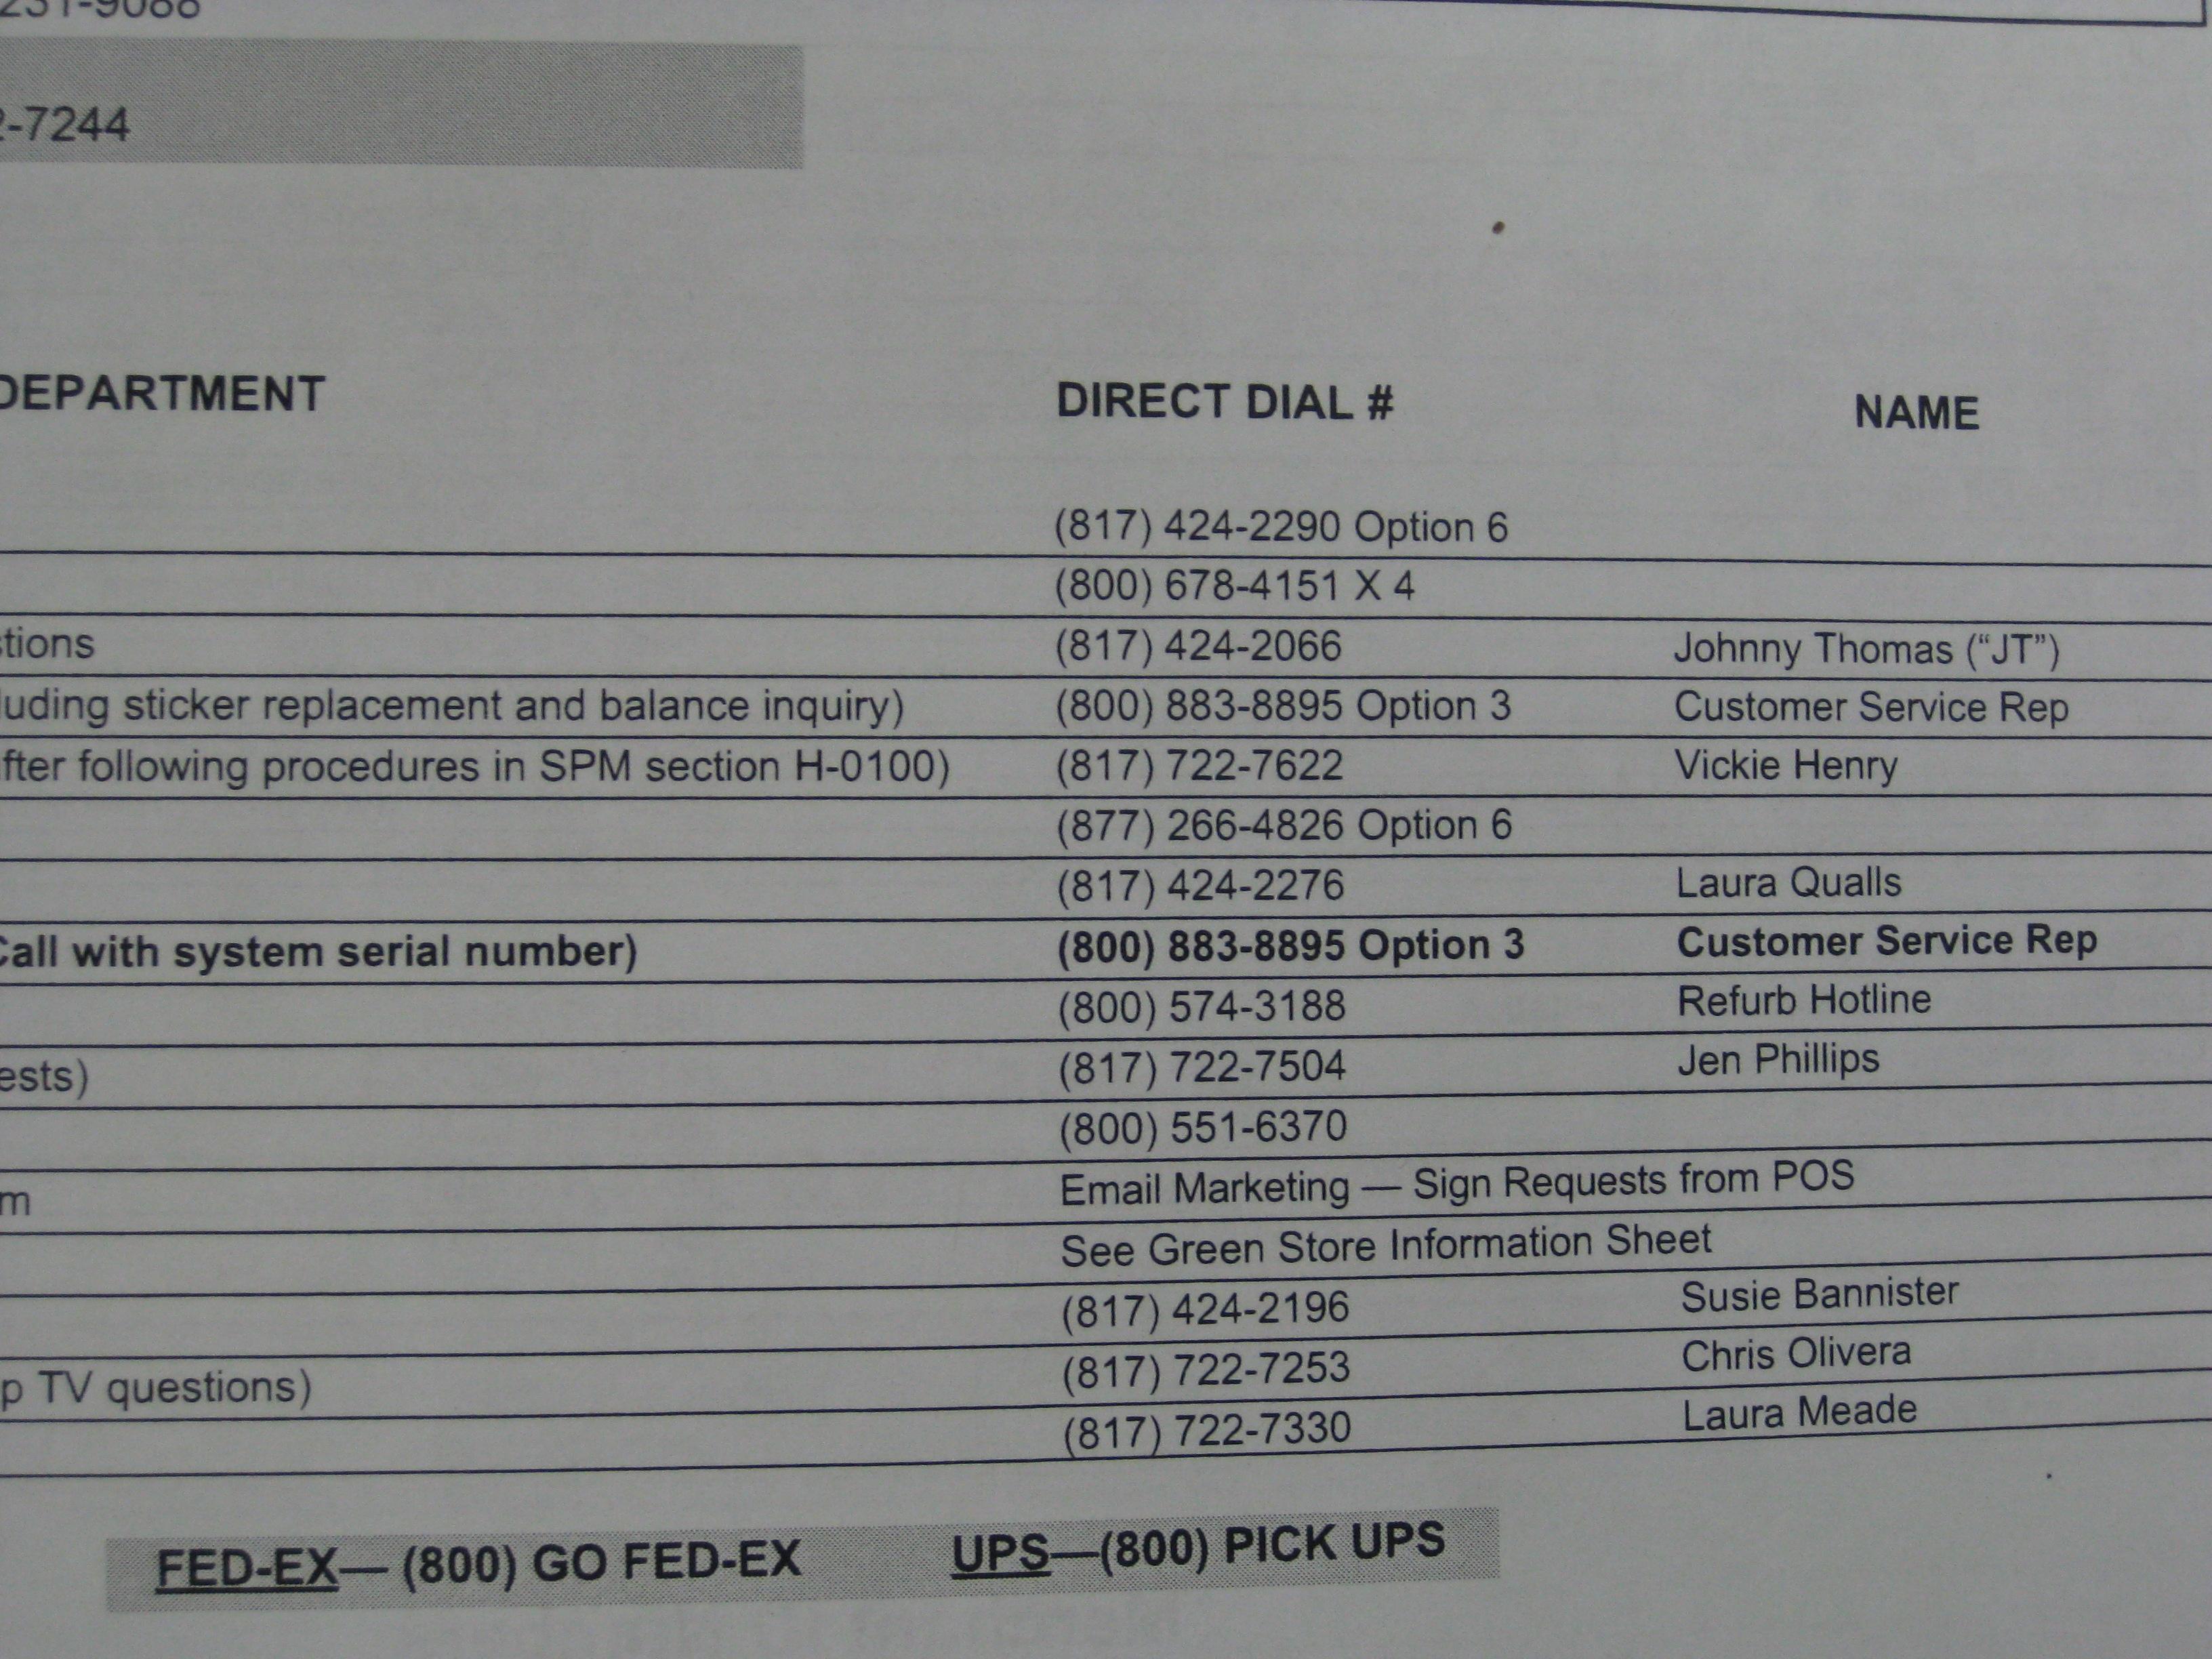 231-9088
2-7244
DEPARTMENT DIRECT DIAL # NAME
(817) 424-2290 Option 6
(800) 678-4151 X 4
stions (817) 424-2066 Johnny Thomas (“JT”)
luding sticker replacement and balance inquiry) (800) 883-8895 Option 3 Customer Service Rep
fter following procedures in SPM section H-0100) (817) 722-7622 Vickie Henry
(877) 266-4826 Option 6
(817) 424-2276 Laura Qualls
Call with system serial number) (800) 883-8895 Option 3 Customer Service Rep
(800) 574-3188 Refurb Hotline
ests) (817) 722-7504 Jen Phillips
(800) 551-6370
m Email Marketing — Sign Requests from POS
See Green Store Information Sheet
(817) 424-2196 Susie Bannister
p TV questions) (817) 722-7253 Chris Olivera
(817) 722-7330 Laura Meade
FED-EX— (800) GO FED-EX UPS—(800) PICK UPS